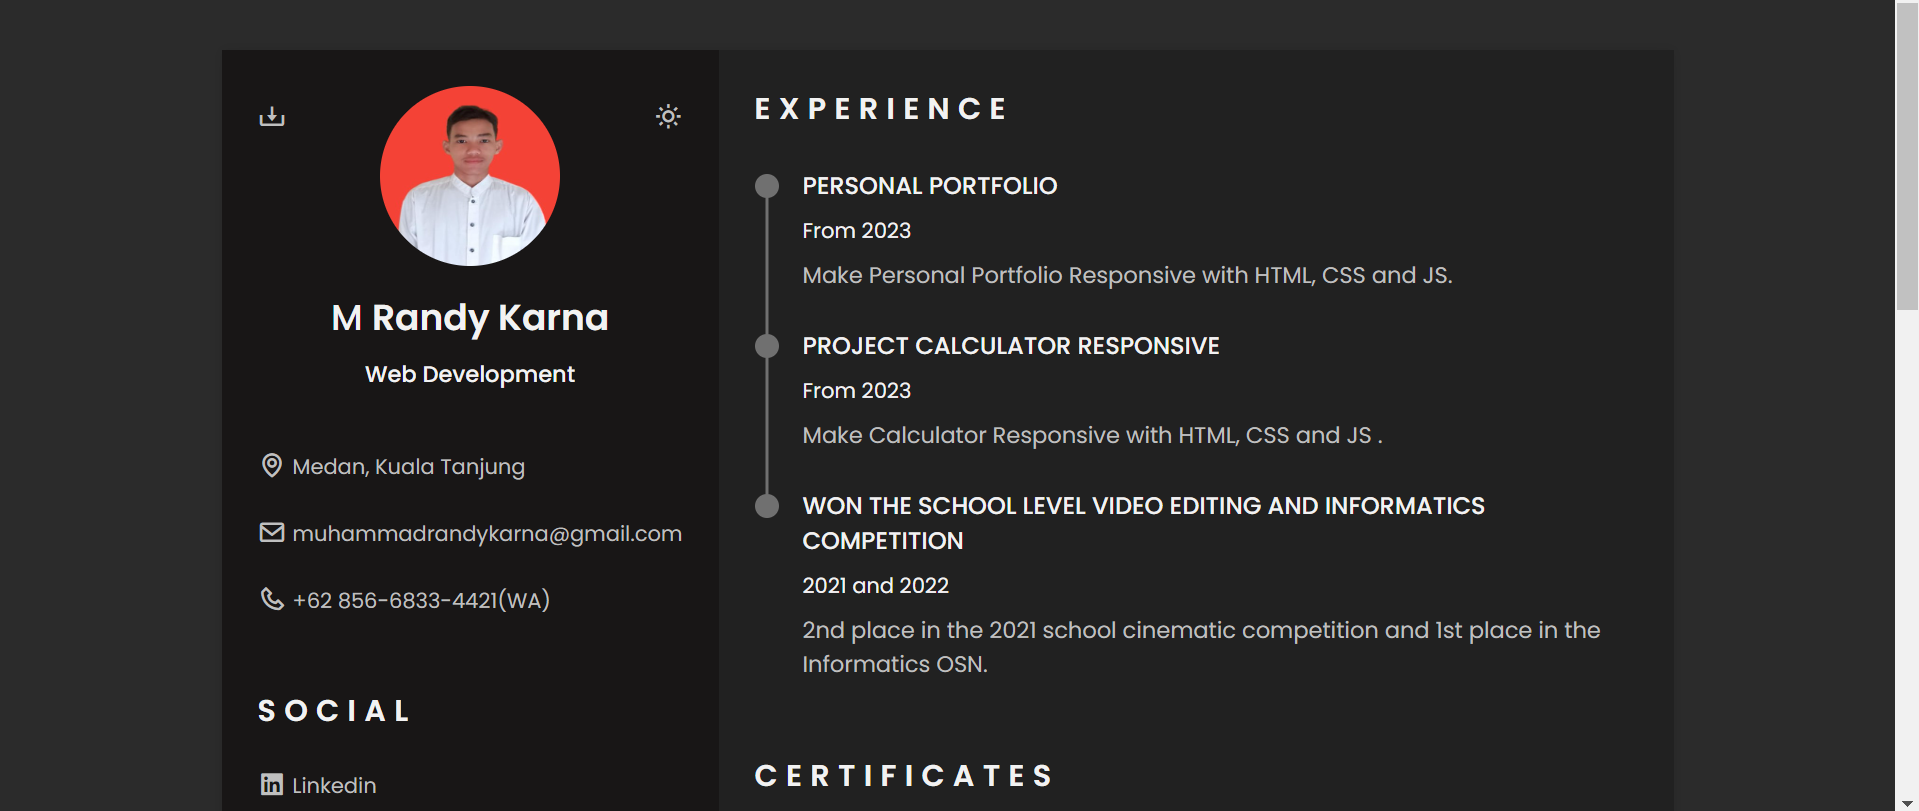 M Randy Karna
Web Development
Medan, Kuala Tanjung
muhammadrandykarna@gmail.com
+62 856-6833-4421(WA)
SOCIAL
Linkedin
EXPERIENCE
PERSONAL PORTFOLIO
From 2023
Make Personal Portfolio Responsive with HTML, CSS and JS.
PROJECT CALCULATOR RESPONSIVE
From 2023
Make Calculator Responsive with HTML, CSS and JS .
WON THE SCHOOL LEVEL VIDEO EDITING AND INFORMATICS
COMPETITION
2021 and 2022
2nd place in the 2021 school cinematic competition and 1st place in the
Informatics OSN.
CERTIFICATES